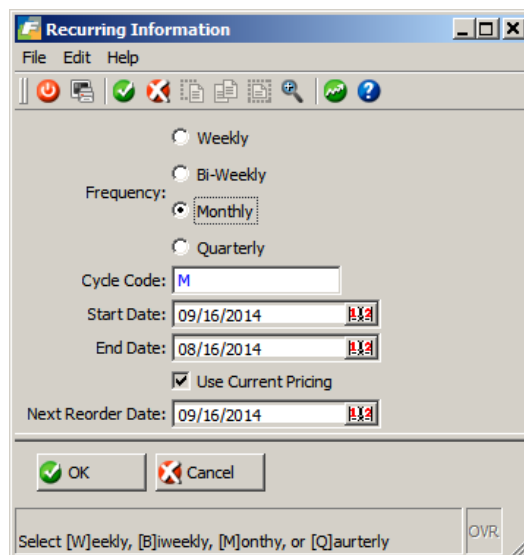 Recurring Information
File Edit Help
Weekly
Bi-Weekly
Frequency:
Monthly
Quarterly
Cycle Code: M
Start Date: 09/16/2014
End Date: 08/16/2014
Use Current Pricing
Next Reorder Date: 09/16/2014
OK Cancel
Select [W]eekly, [B]iweekly, [M]onthy, or [Q]aurterly OVR